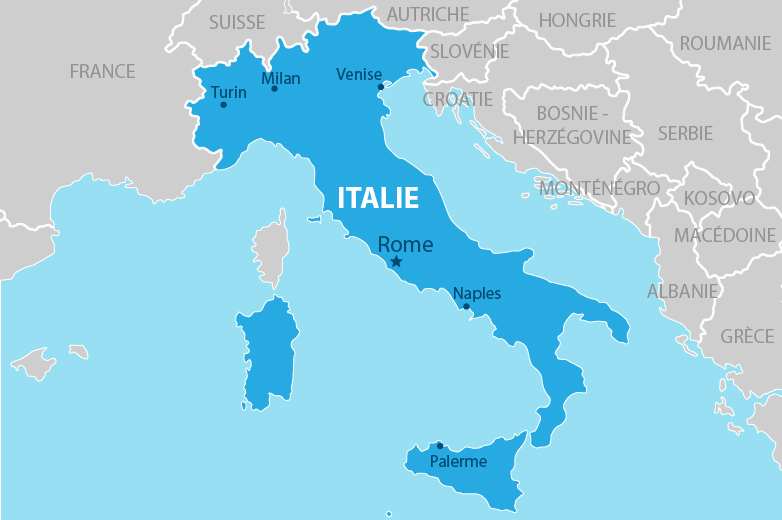 AUTRICHE
HONGRIE
SUISSE
ROUMANIE
SLOVÉNIE
FRANCE
Milan
Venise
Turin
CROATIE
BOSNIE -
HERZÉGOVINE
SERBIE
MONTÉNÉGRO
ITALIE
KOSOVO
MACÉDOINE
Rome
Naples
ALBANIE
GRÈCE
Palerme